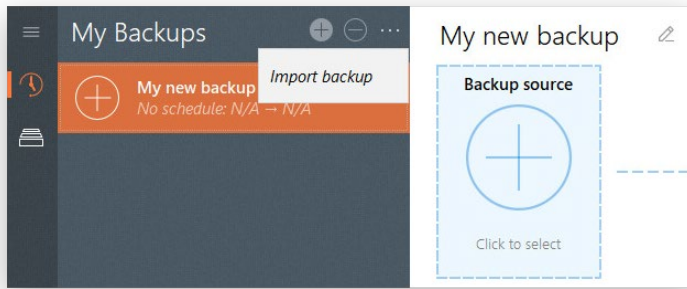 My Backups
Import backup
My new backup
No schedule: N/A → N/A
My new backup
Backup source
Click to select